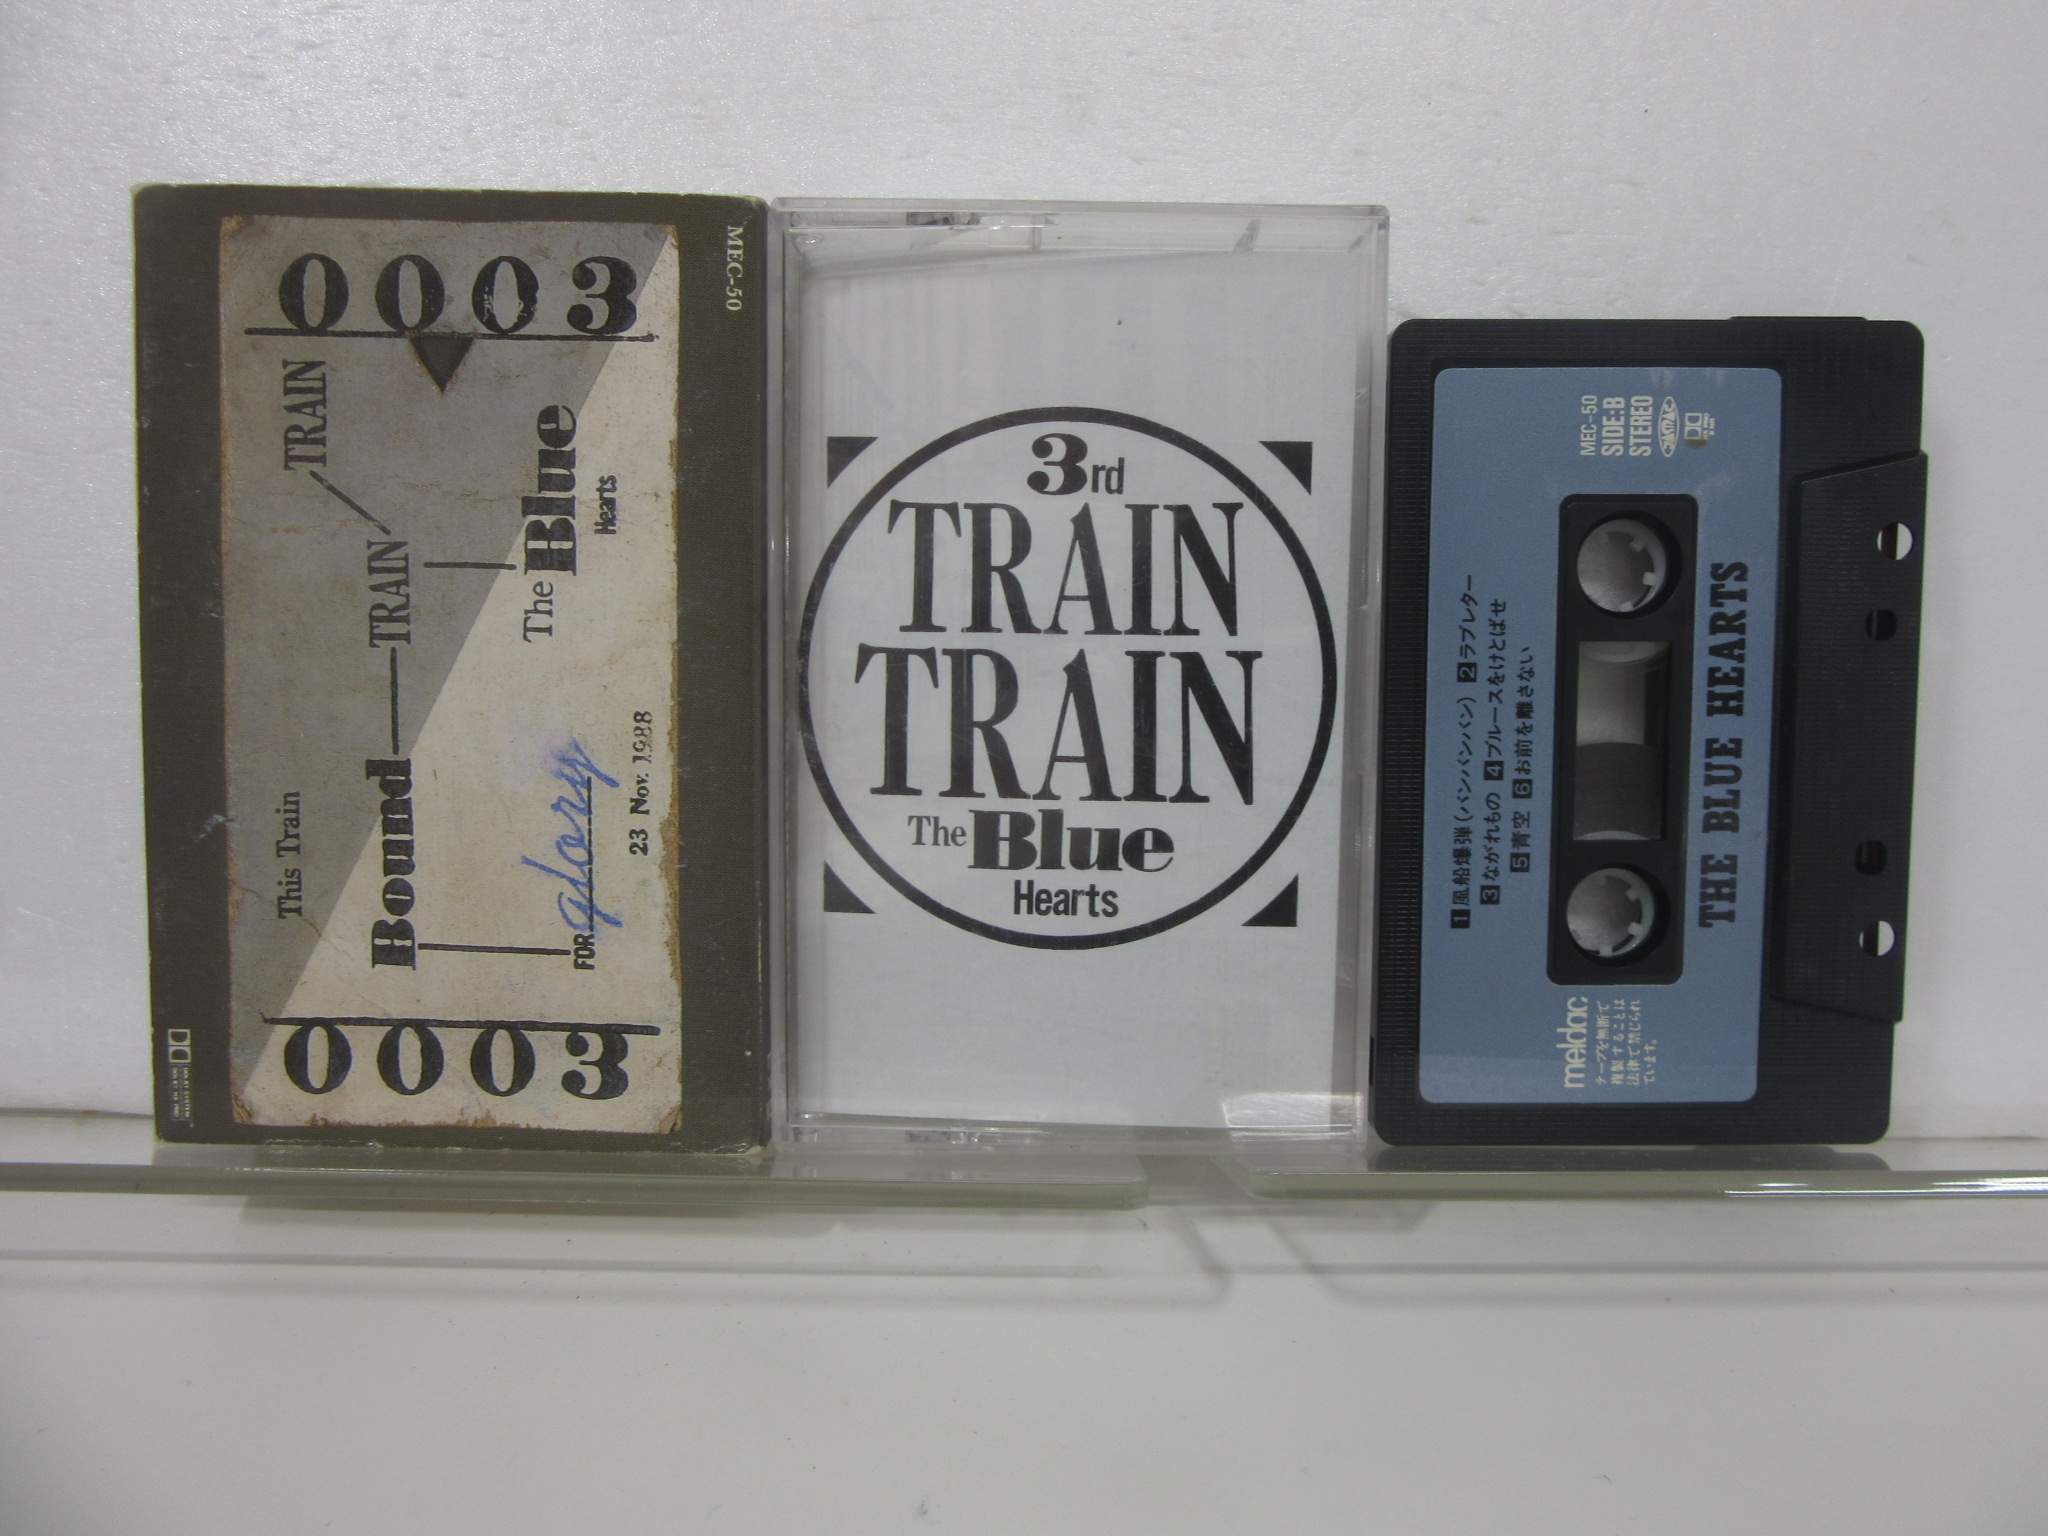 MEC-50
0003
This Train
Bound
TRAIN
TRAIN
The Blue
Hearts
FOR glory
23 Nov. 1988
0003
3rd
TRAIN
TRAIN
The Blue
Hearts
MEC-50
SIDE:B
STEREO
1 風船爆弾(バンバンバン) 2 ラブレター
3 ながれもの 4 ブルースをけとばせ
5 青空 6 お前を離さない
THE BLUE HEARTS
meldac
テープを無断で
複製することは
法律で禁じられ
ています。